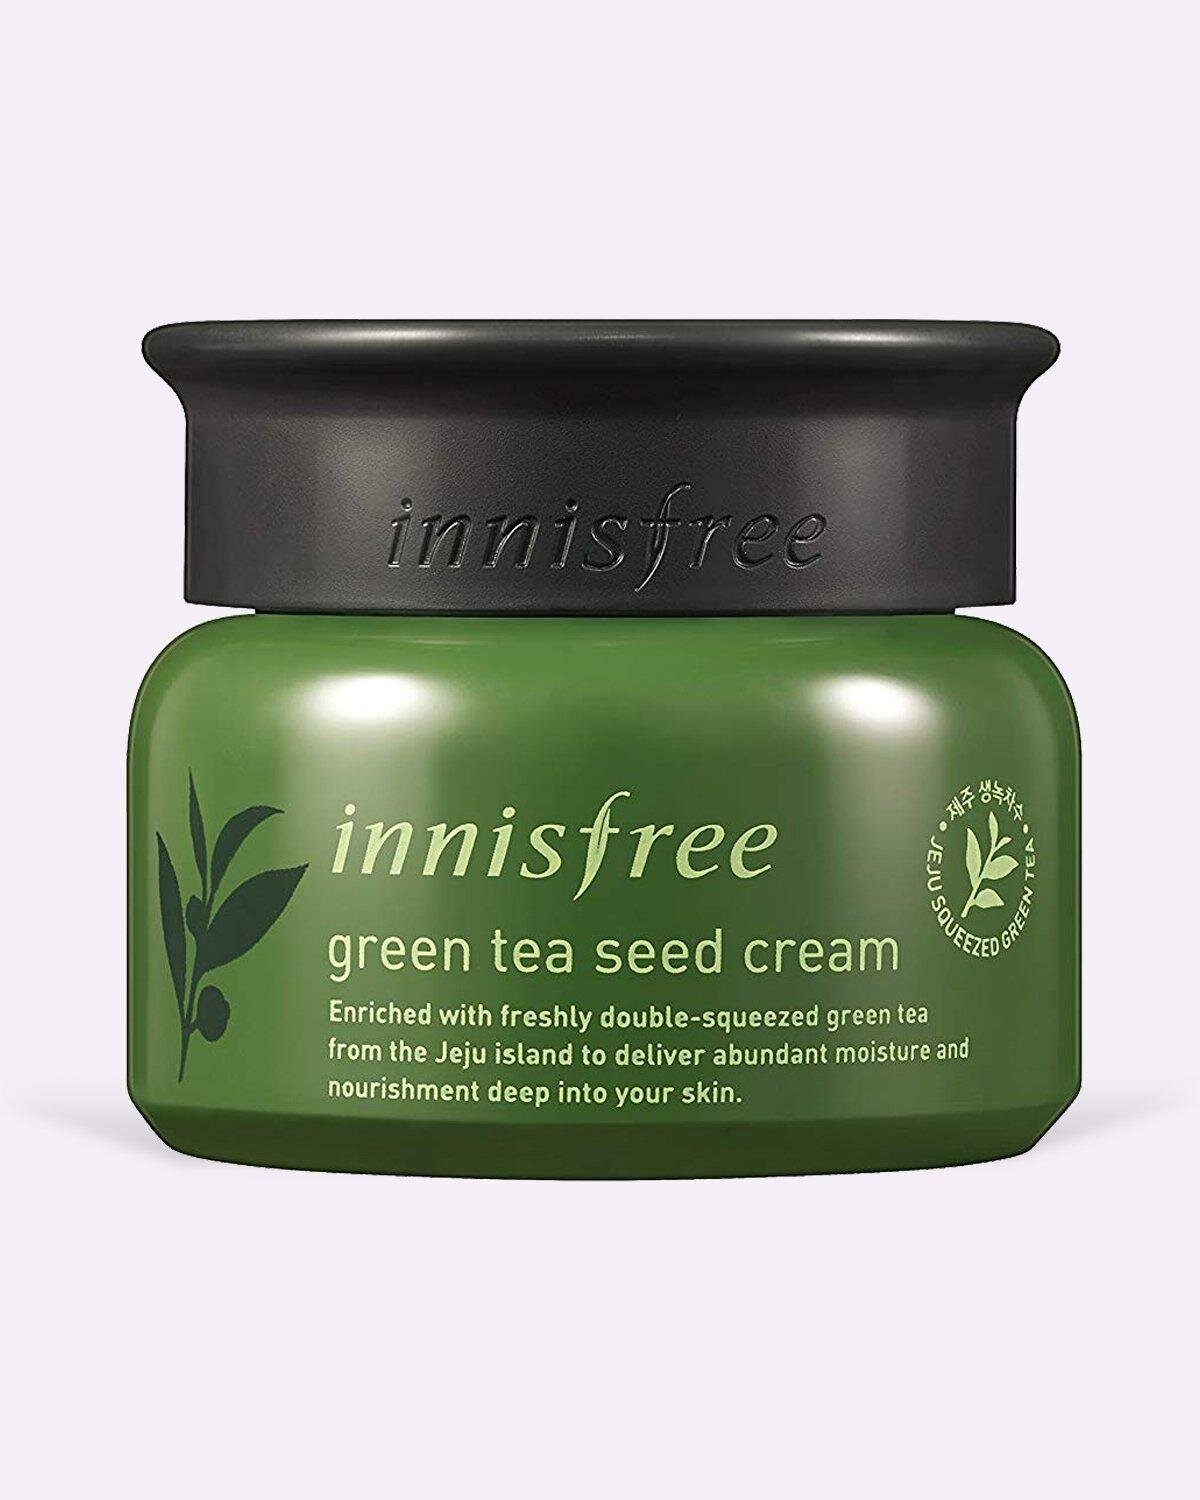 innisfree
innisfree
green tea seed cream
Enriched with freshly double-squeezed green tea
from the Jeju island to deliver abundant moisture and
nourishment deep into your skin.
• 제주 생녹차수 •
JEJU SQUEEZED GREEN TEA